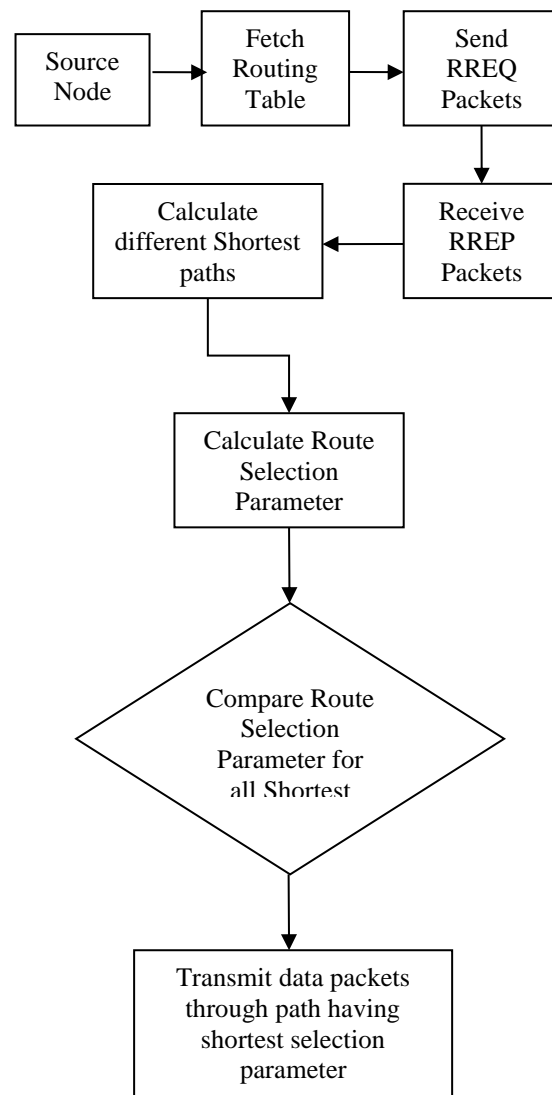 Source
Node
Fetch
Routing
Table
Send
RREQ
Packets
Receive
RREP
Packets
Calculate
different Shortest
paths
Calculate Route
Selection
Parameter
Compare Route
Selection
Parameter for
all Shortest
Transmit data packets
through path having
shortest selection
parameter